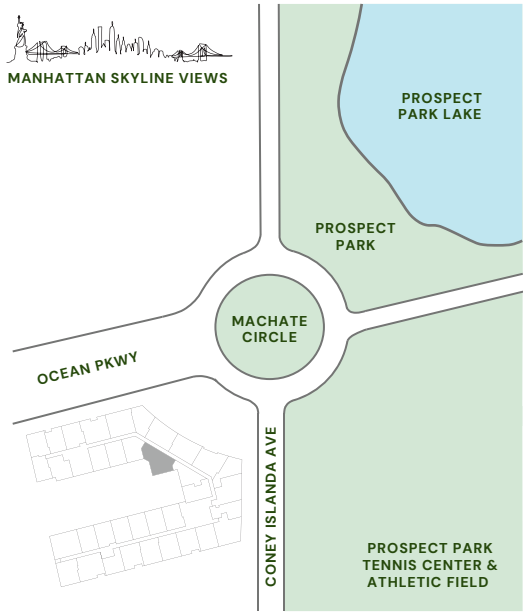 MANHATTAN SKYLINE VIEWS
PROSPECT
PARK LAKE
PROSPECT
PARK
MACHATE
CIRCLE
OCEAN PKWY
CONEY ISLANDA AVE
PROSPECT PARK
TENNIS CENTER &
ATHLETIC FIELD